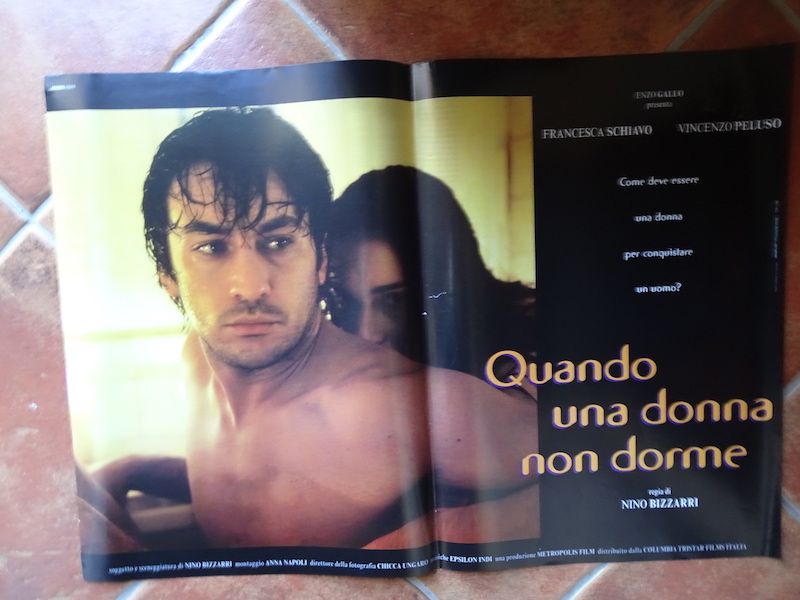 ENZO GALLO
presenta
FRANCESCA SCHIAVO VINCENZO PELUSO
Come deve essere
una donna
per conquistare
un uomo?
Quando
una donna
non dorme
regia di
NINO BIZZARRI
soggetto e sceneggiatura di NINO BIZZARRI montaggio ANNA NAPOLI direttore della fotografia CHICCA UNGARO EPSILON INDI una produzione METROPOLIS FILM distribuito dalla COLUMBIA TRISTAR FILMS ITALIA